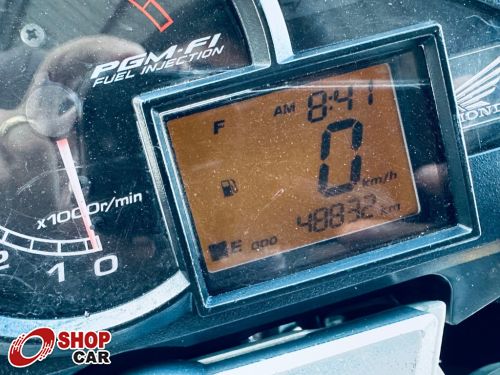 PGM-FI
FUEL INJECTION
x1000r/min
2 1 0
F
AM 8:41
0 km/h
E ODO 48832 km
HONDA
SHOP
CAR